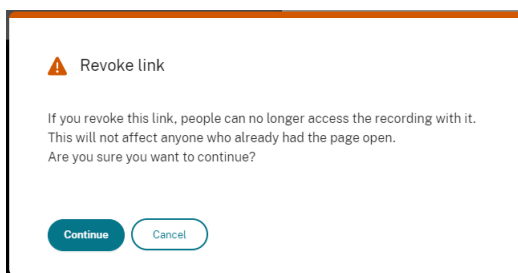 Revoke link
If you revoke this link, people can no longer access the recording with it.
This will not affect anyone who already had the page open.
Are you sure you want to continue?
Continue Cancel